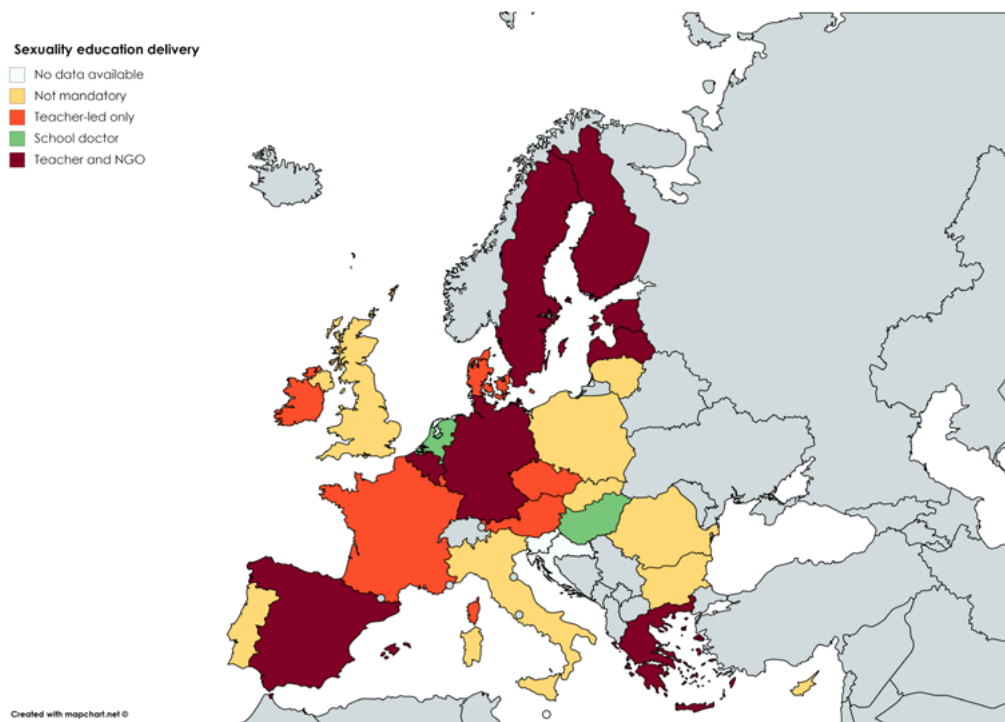 Sexuality education delivery
No data available
Not mandatory
Teacher-led only
School doctor
Teacher and NGO
Created with mapchart.net ©